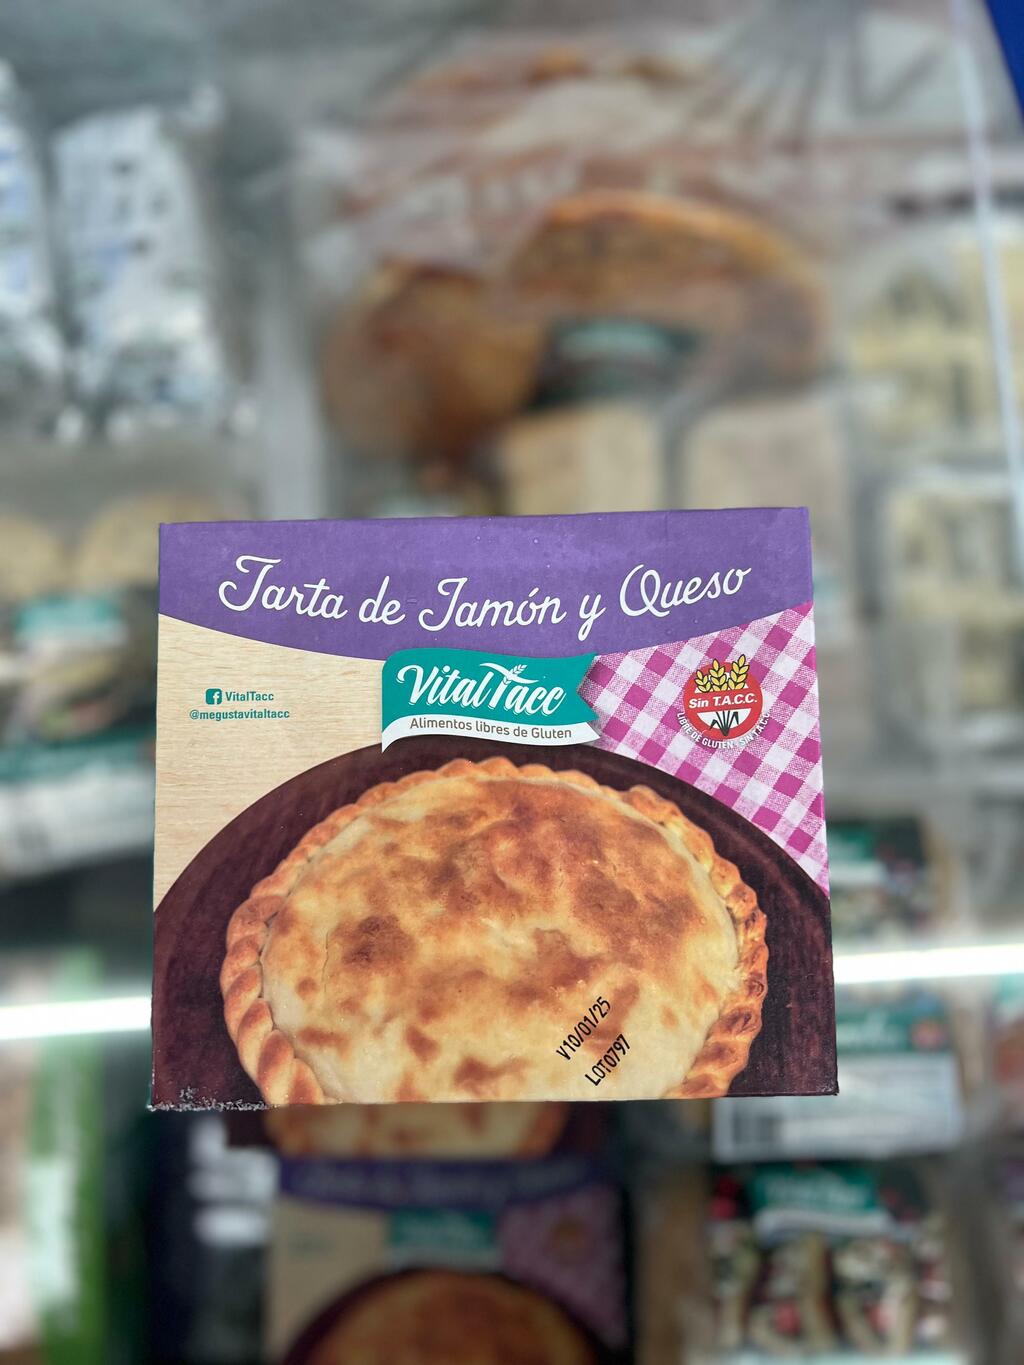 Tarta de Jamón y Queso
VitalTacc
Alimentos libres de Gluten
VitalTacc
@megustavitaltacc
Sin T.A.C.C.
LIBRE DE GLUTEN - SIN T.A.C.C.
V10/01/25
LOT0797